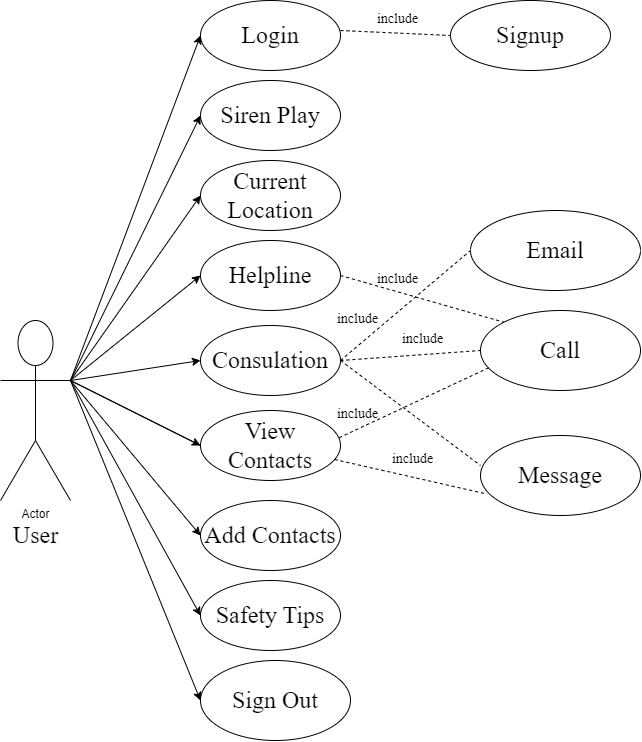 Login
include
Signup
Siren Play
Current
Location
Email
Helpline
include
include
Consulation
include
Call
View
Contacts
include
include
Message
Actor
User
Add Contacts
Safety Tips
Sign Out